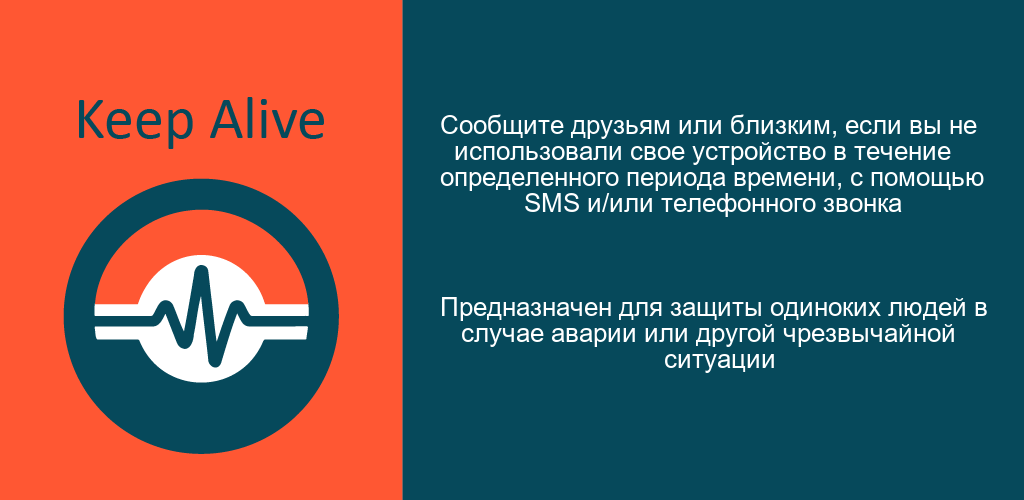 Keep Alive
Сообщите друзьям или близким, если вы не
использовали свое устройство в течение
определенного периода времени, с помощью
SMS и/или телефонного звонка
Предназначен для защиты одиноких людей в
случае аварии или другой чрезвычайной
ситуации